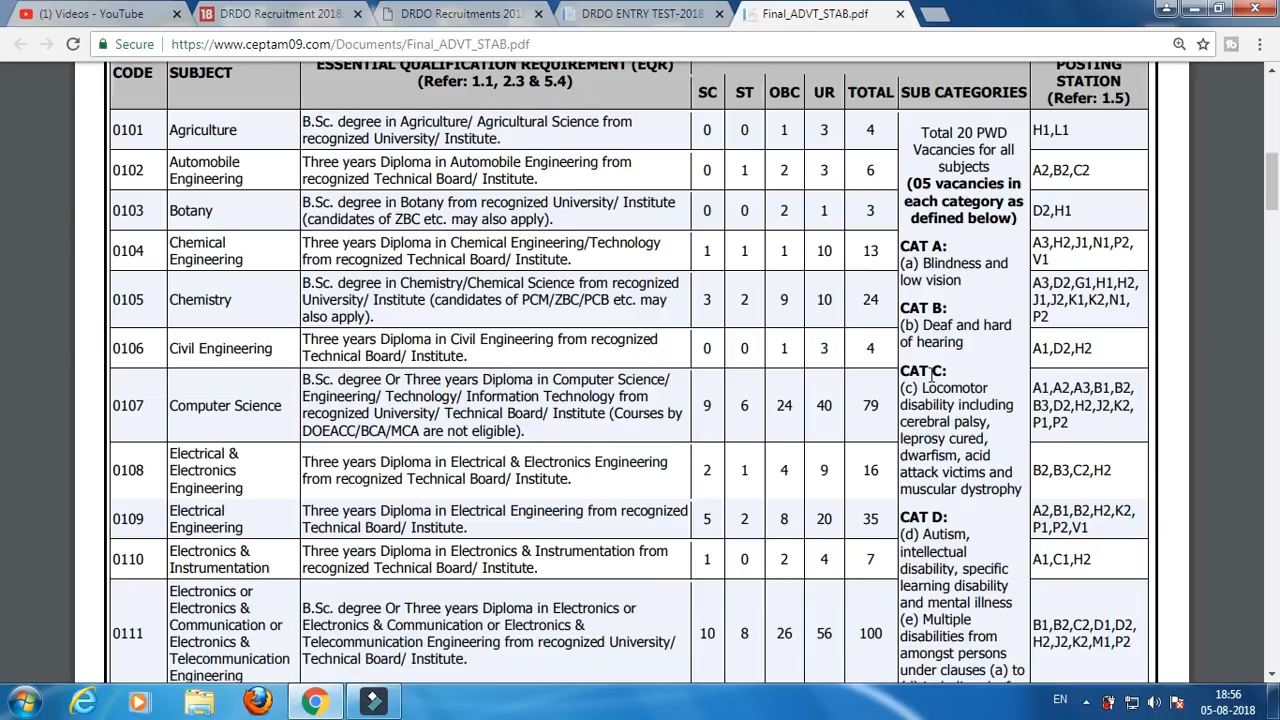 (1) Videos - YouTube
DRDO Recruitment 2018
DRDO Recruitments 201
DRDO ENTRY TEST-2018
Final_ADVT_STAB.pdf
Secure
https://www.ceptam09.com/Documents/Final_ADVT_STAB.pdf
CODE SUBJECT ESSENTIAL QUALIFICATION REQUIREMENT (EQR)
(Refer: 1.1, 2.3 & 5.4)
SC ST OBC UR TOTAL SUB CATEGORIES
POSTING
STATION
(Refer: 1.5)
0101 Agriculture
B.Sc. degree in Agriculture/ Agricultural Science from
recognized University/ Institute.
0 0 1 3 4
H1,L1
0102
Automobile
Engineering
Three years Diploma in Automobile Engineering from
recognized Technical Board/ Institute.
0 1 2 3 6
A2,B2,C2
0103 Botany
B.Sc. degree in Botany from recognized University/ Institute
(candidates of ZBC etc. may also apply).
0 0 2 1 3
D2,H1
0104
Chemical
Engineering
Three years Diploma in Chemical Engineering/Technology
from recognized Technical Board/ Institute.
1 1 1 10 13
A3,H2,J1,N1,P2,
V1
0105 Chemistry
B.Sc. degree in Chemistry/Chemical Science from recognized
University/ Institute (candidates of PCM/ZBC/PCB etc. may
also apply).
3 2 9 10 24
A3,D2,G1,H1,H2,
J1,J2,K1,K2,N1,
P2
0106 Civil Engineering
Three years Diploma in Civil Engineering from recognized
Technical Board/ Institute.
0 0 1 3 4
A1,D2,H2
0107 Computer Science
B.Sc. degree Or Three years Diploma in Computer Science/
Engineering/ Technology/ Information Technology from
recognized University/ Technical Board/ Institute (Courses by
DOEACC/BCA/MCA are not eligible).
9 6 24 40 79
A1,A2,A3,B1,B2,
B3,D2,H2,J2,K2,
P1,P2
0108
Electrical &
Electronics
Engineering
Three years Diploma in Electrical & Electronics Engineering
from recognized Technical Board/ Institute.
2 1 4 9 16
B2,B3,C2,H2
0109
Electrical
Engineering
Three years Diploma in Electrical Engineering from recognized
Technical Board/ Institute.
5 2 8 20 35
A2,B1,B2,H2,K2,
P1,P2,V1
0110
Electronics &
Instrumentation
Three years Diploma in Electronics & Instrumentation from
recognized Technical Board/ Institute.
1 0 2 4 7
A1,C1,H2
0111
Electronics or
Electronics &
Communication or
Electronics &
Telecommunication
Engineering
B.Sc. degree Or Three years Diploma in Electronics or
Electronics & Communication or Electronics &
Telecommunication Engineering from recognized University/
Technical Board/ Institute.
10 8 26 56 100
B1,B2,C2,D1,D2,
H2,J2,K2,M1,P2
Total 20 PWD
Vacancies for all
subjects
(05 vacancies in
each category as
defined below)
CAT A:
(a) Blindness and
low vision
CAT B:
(b) Deaf and hard
of hearing
CAT C:
(c) Locomotor
disability including
cerebral palsy,
leprosy cured,
dwarfism, acid
attack victims and
muscular dystrophy
CAT D:
(d) Autism,
intellectual
disability, specific
learning disability
and mental illness
(e) Multiple
disabilities from
amongst persons
under clauses (a) to
EN
18:56
05-08-2018